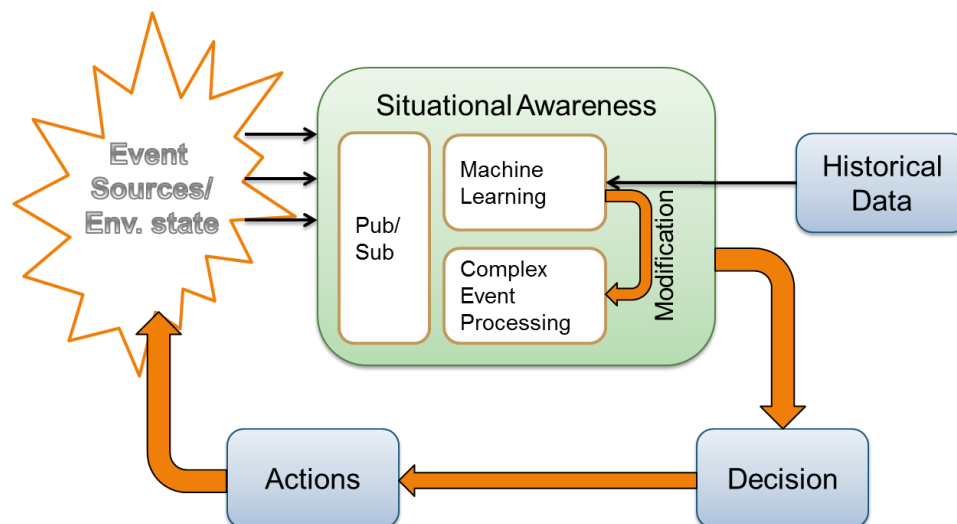 Situational Awareness
Event
Sources/
Env. state
Pub/
Sub
Machine
Learning
Complex
Event
Processing
Modification
Historical
Data
Actions
Decision